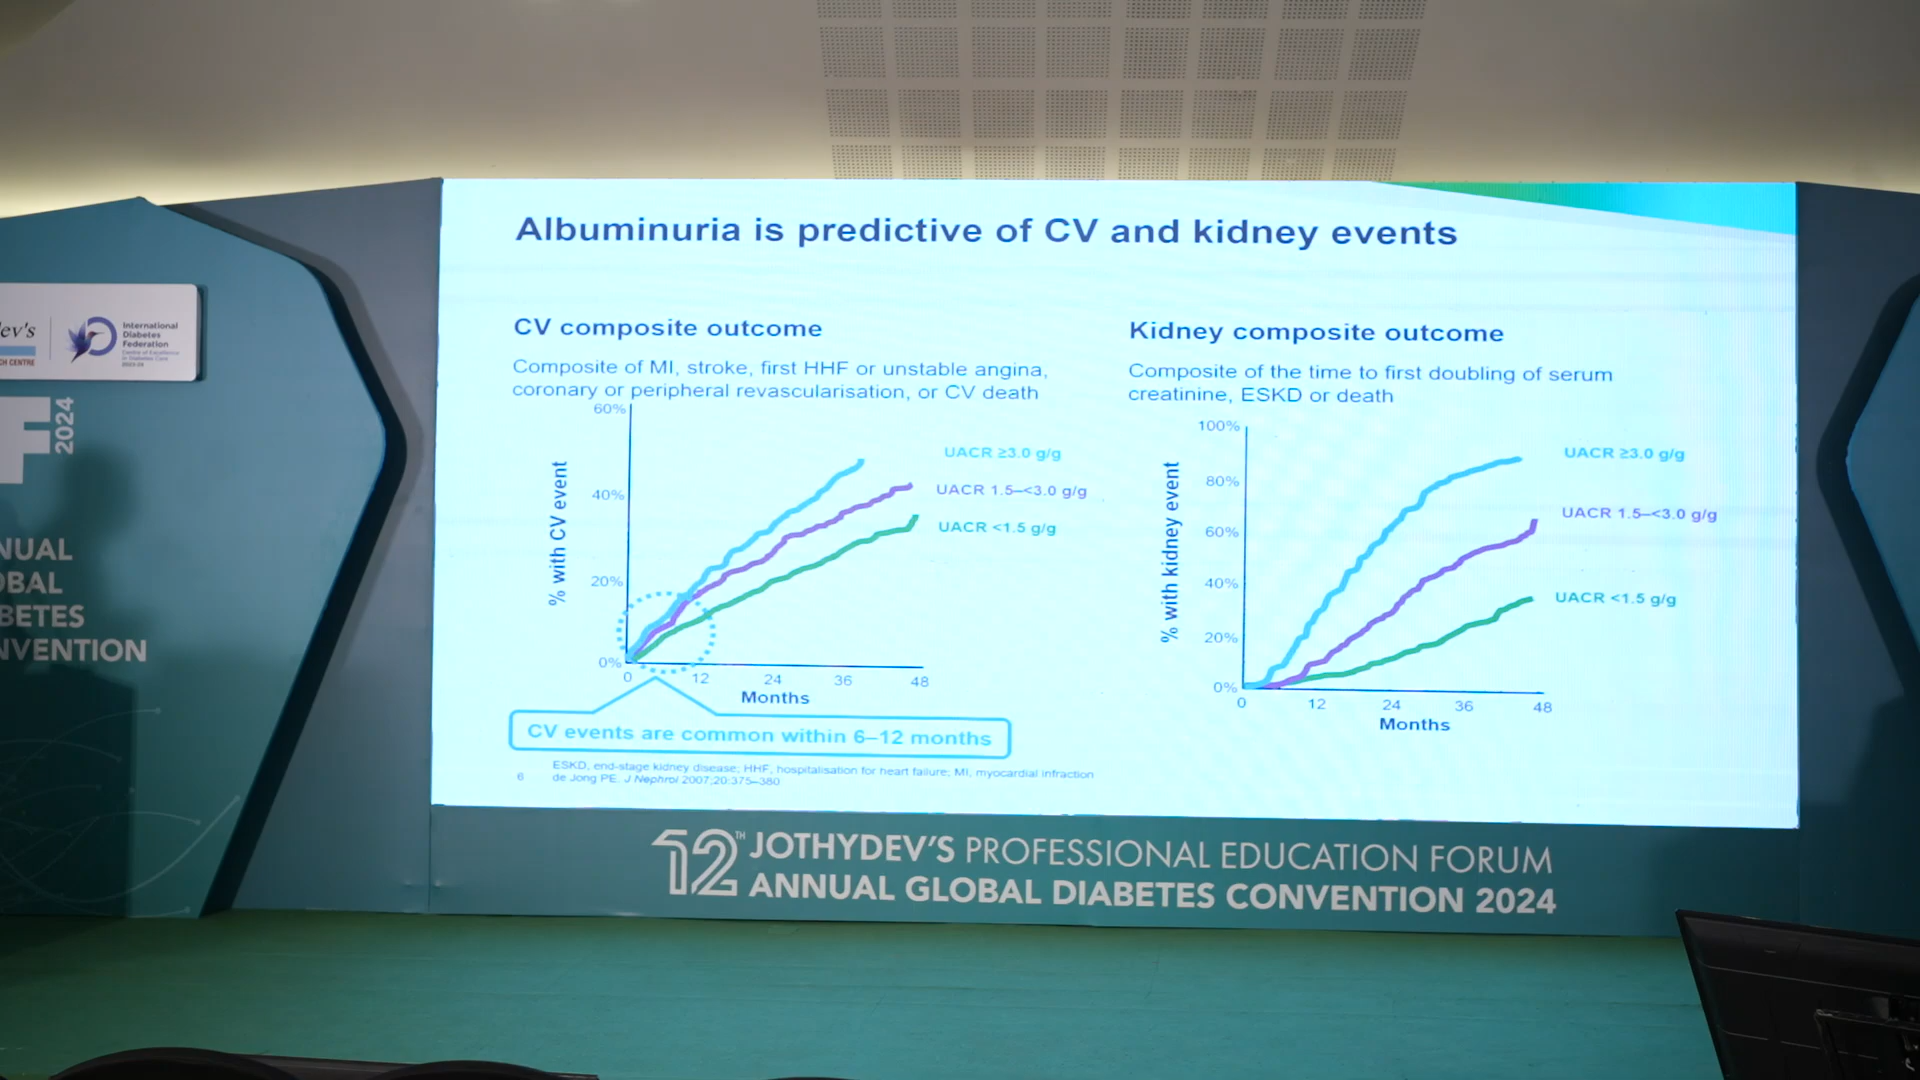 Albuminuria is predictive of CV and kidney events
CV composite outcome
Composite of MI, stroke, first HHF or unstable angina,
coronary or peripheral revascularisation, or CV death
% with CV event
60%
40%
20%
0%
0 12 24 36 48
Months
UACR ≥3.0 g/g
UACR 1.5–<3.0 g/g
UACR <1.5 g/g
CV events are common within 6–12 months
Kidney composite outcome
Composite of the time to first doubling of serum
creatinine, ESKD or death
% with kidney event
100%
80%
60%
40%
20%
0%
0 12 24 36 48
Months
UACR ≥3.0 g/g
UACR 1.5–<3.0 g/g
UACR <1.5 g/g
6
ESKD, end-stage kidney disease; HHF, hospitalisation for heart failure; MI, myocardial infraction
de Jong PE. J Nephrol 2007;20:375–380
12TH JOTHYDEV'S PROFESSIONAL EDUCATION FORUM
ANNUAL GLOBAL DIABETES CONVENTION 2024
ev's
CH CENTRE
International
Diabetes
Federation
Centre of Excellence
in Diabetes Care
F 2024
NUAL
OBAL
BETES
NVENTION